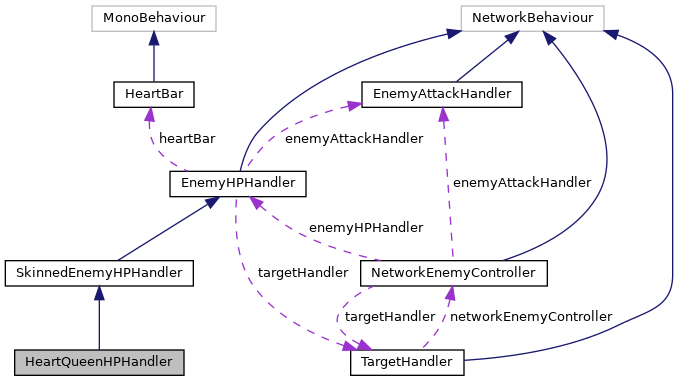 MonoBehaviour
NetworkBehaviour
HeartBar
EnemyAttackHandler
heartBar
enemyAttackHandler
EnemyHPHandler
enemyAttackHandler
enemyHPHandler
SkinnedEnemyHPHandler
targetHandler
NetworkEnemyController
targetHandler
networkEnemyController
HeartQueenHPHandler
TargetHandler